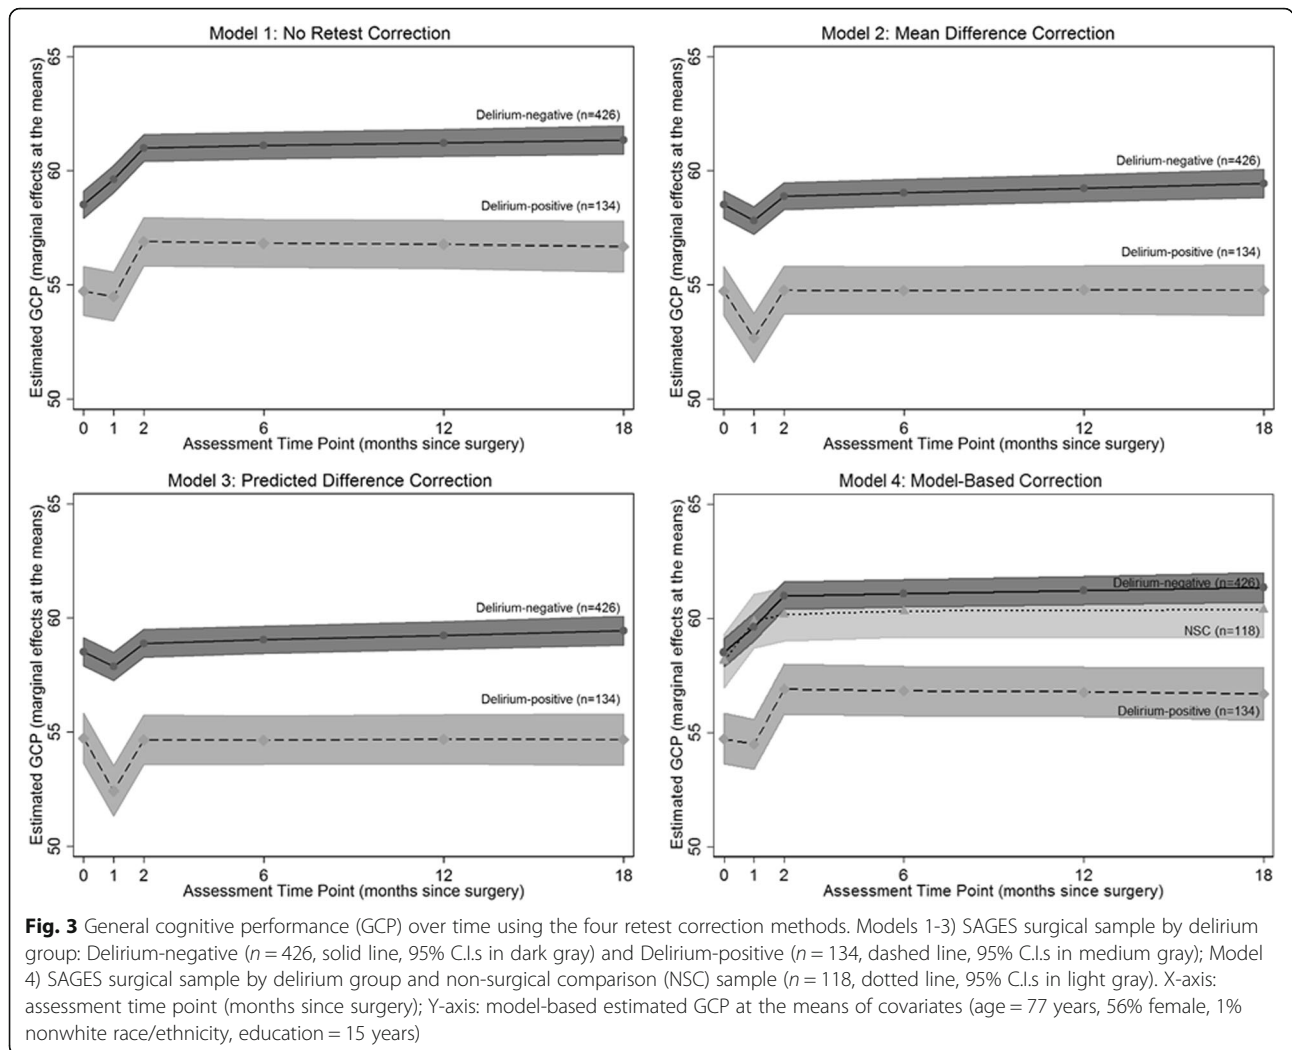 Model 1: No Retest Correction
Estimated GCP (marginal effects at the means)
65
60
55
50
Delirium-negative (n=426)
Delirium-positive (n=134)
0 1 2 6 12 18
Assessment Time Point (months since surgery)
Model 2: Mean Difference Correction
Estimated GCP (marginal effects at the means)
65
60
55
50
Delirium-negative (n=426)
Delirium-positive (n=134)
0 1 2 6 12 18
Assessment Time Point (months since surgery)
Model 3: Predicted Difference Correction
Estimated GCP (marginal effects at the means)
65
60
55
50
Delirium-negative (n=426)
Delirium-positive (n=134)
0 1 2 6 12 18
Assessment Time Point (months since surgery)
Model 4: Model-Based Correction
Estimated GCP (marginal effects at the means)
65
60
55
50
Delirium-negative (n=426)
NSC (n=118)
Delirium-positive (n=134)
0 1 2 6 12 18
Assessment Time Point (months since surgery)
Fig. 3 General cognitive performance (GCP) over time using the four retest correction methods. Models 1-3) SAGES surgical sample by delirium
group: Delirium-negative (n = 426, solid line, 95% C.I.s in dark gray) and Delirium-positive (n = 134, dashed line, 95% C.I.s in medium gray); Model
4) SAGES surgical sample by delirium group and non-surgical comparison (NSC) sample (n = 118, dotted line, 95% C.I.s in light gray). X-axis:
assessment time point (months since surgery); Y-axis: model-based estimated GCP at the means of covariates (age = 77 years, 56% female, 1%
nonwhite race/ethnicity, education = 15 years)